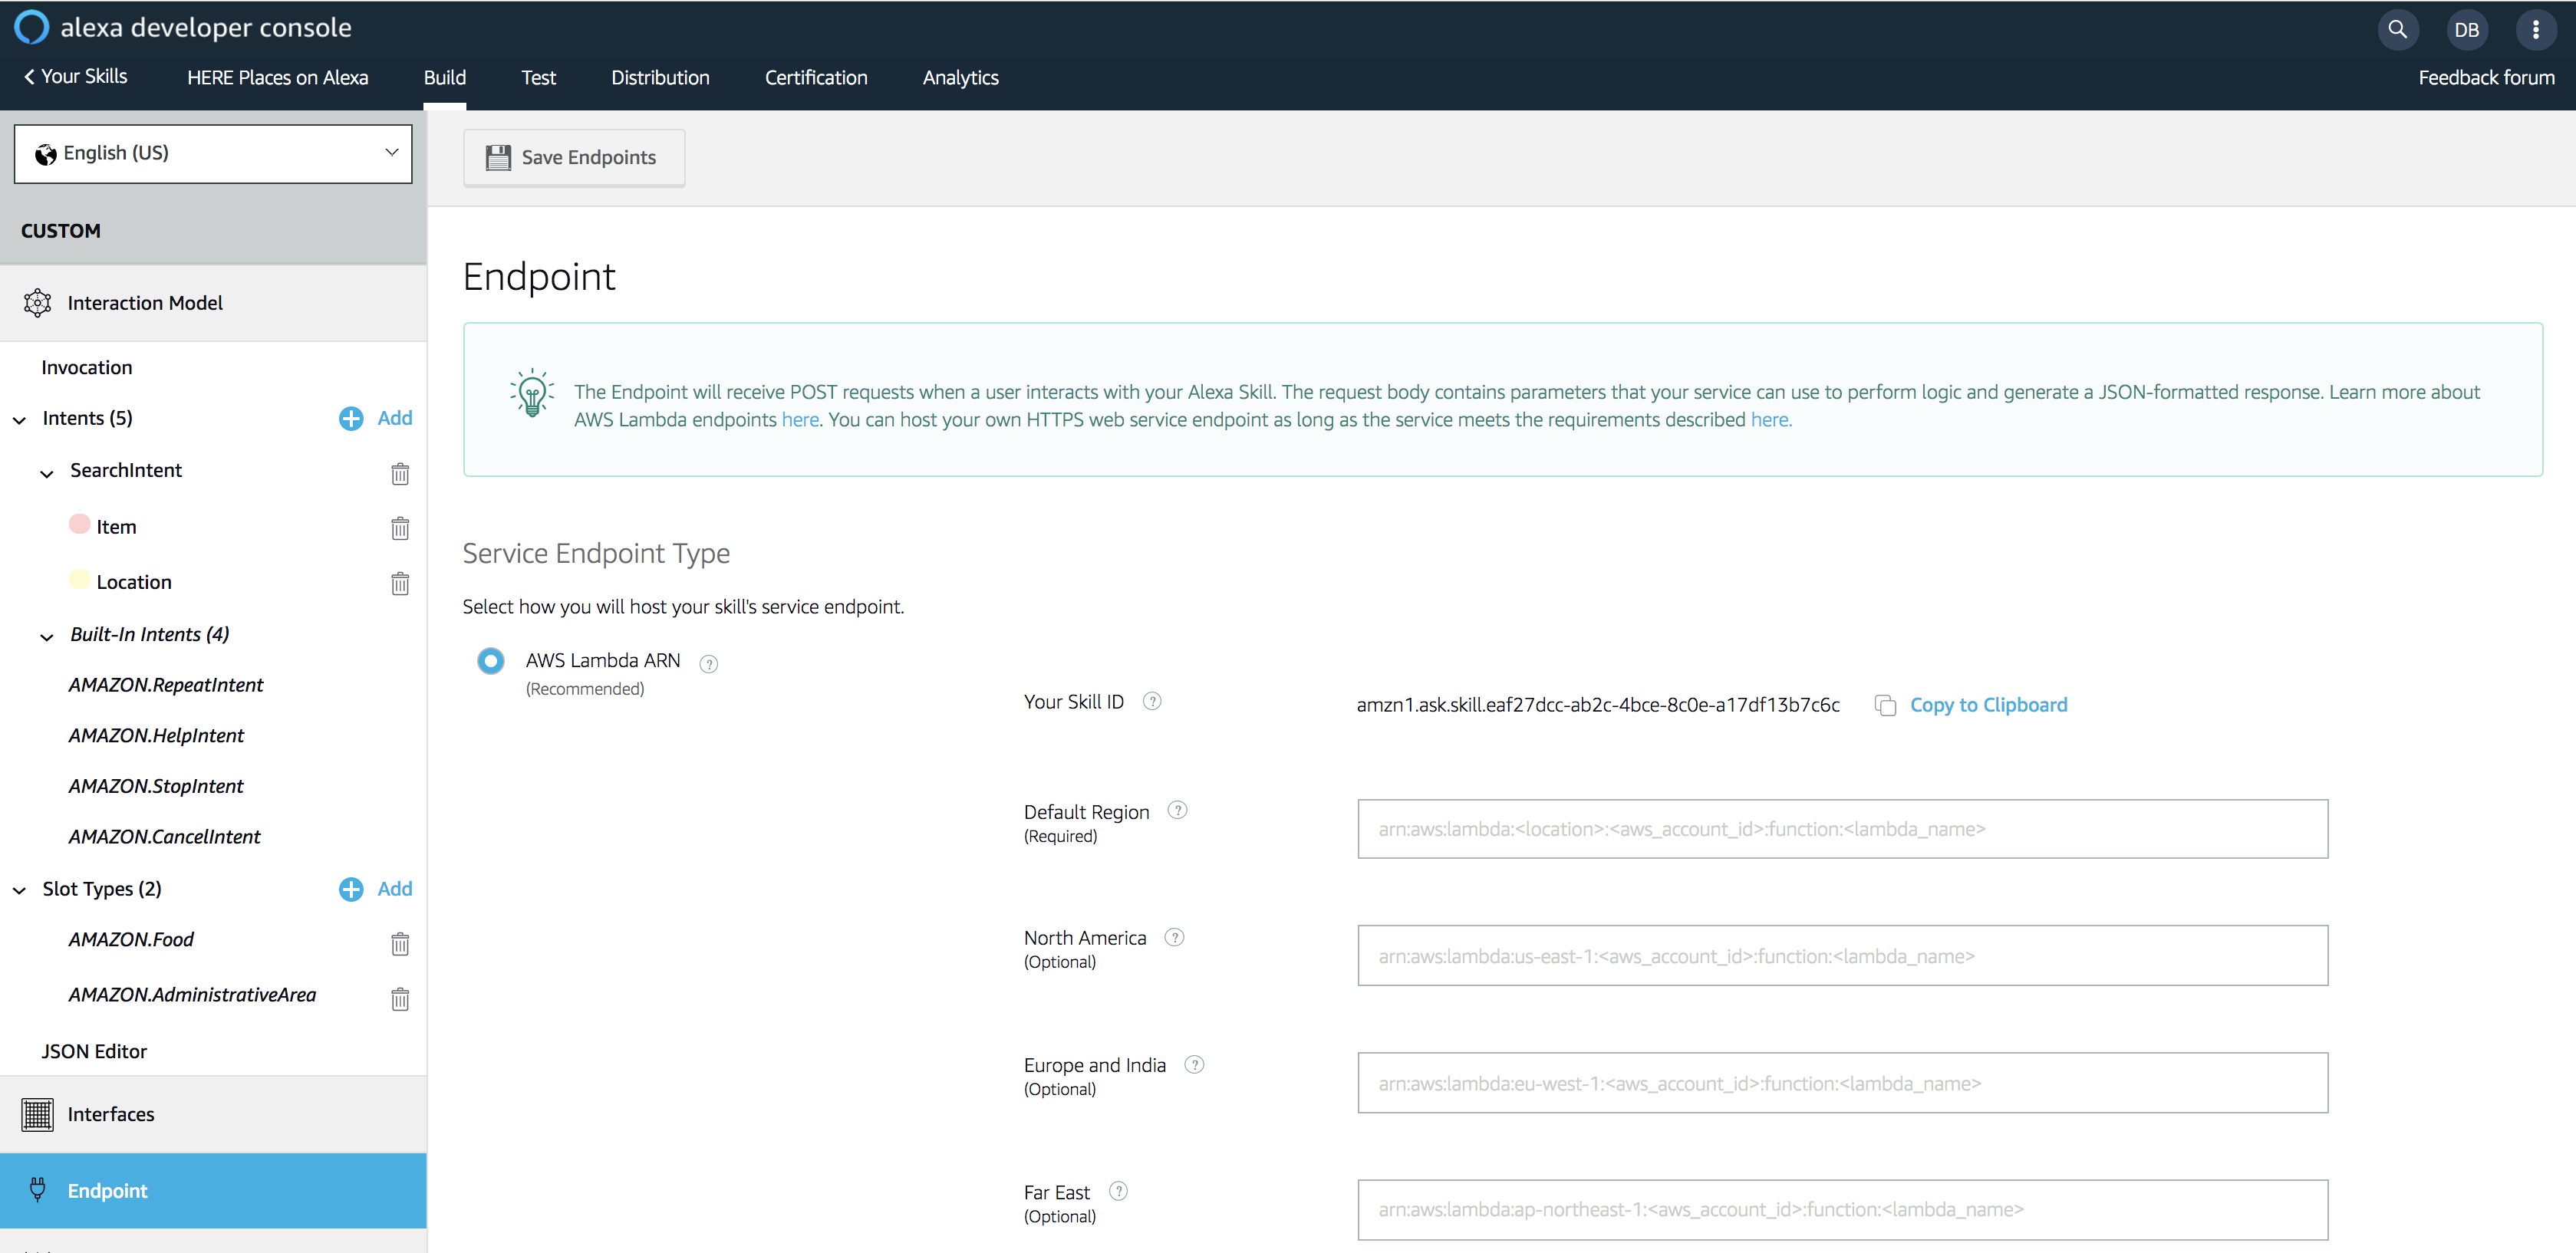 alexa developer console
DB
Your Skills
HERE Places on Alexa
Build
Test
Distribution
Certification
Analytics
Feedback forum
English (US)
Save Endpoints
CUSTOM
Interaction Model
Invocation
Intents (5)
Add
SearchIntent
Item
Location
Built-In Intents (4)
AMAZON.RepeatIntent
AMAZON.HelpIntent
AMAZON.StopIntent
AMAZON.CancelIntent
Slot Types (2)
Add
AMAZON.Food
AMAZON.AdministrativeArea
JSON Editor
Interfaces
Endpoint
Endpoint
The Endpoint will receive POST requests when a user interacts with your Alexa Skill. The request body contains parameters that your service can use to perform logic and generate a JSON-formatted response. Learn more about
AWS Lambda endpoints here. You can host your own HTTPS web service endpoint as long as the service meets the requirements described here.
Service Endpoint Type
Select how you will host your skill's service endpoint.
AWS Lambda ARN ?
(Recommended)
Your Skill ID ?
amzn1.ask.skill.eaf27dcc-ab2c-4bce-8c0e-a17df13b7c6c
Copy to Clipboard
Default Region ?
(Required)
arn:aws:lambda:<location>:<aws_account_id>:function:<lambda_name>
North America ?
(Optional)
arn:aws:lambda:us-east-1:<aws_account_id>:function:<lambda_name>
Europe and India ?
(Optional)
arn:aws:lambda:eu-west-1:<aws_account_id>:function:<lambda_name>
Far East ?
(Optional)
arn:aws:lambda:ap-northeast-1:<aws_account_id>:function:<lambda_name>